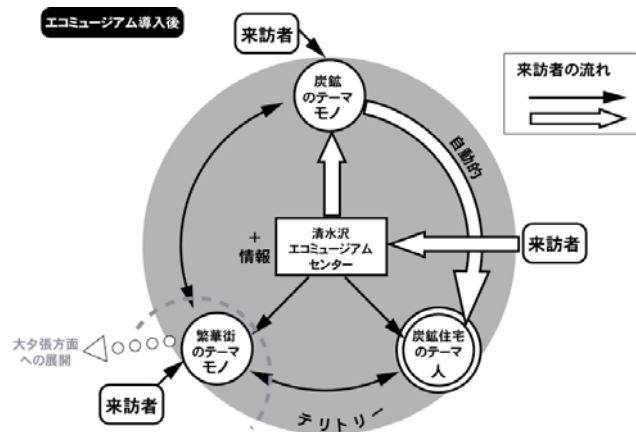 エコミュージアム導入後
来訪者
来訪者の流れ
炭鉱
のテーマ
モノ
自動的
清水沢
エコミュージアム
センター
+
情報
来訪者
大夕張方面
への展開
繁華街
のテーマ
モノ
炭鉱住宅
のテーマ
人
来訪者
テリトリー